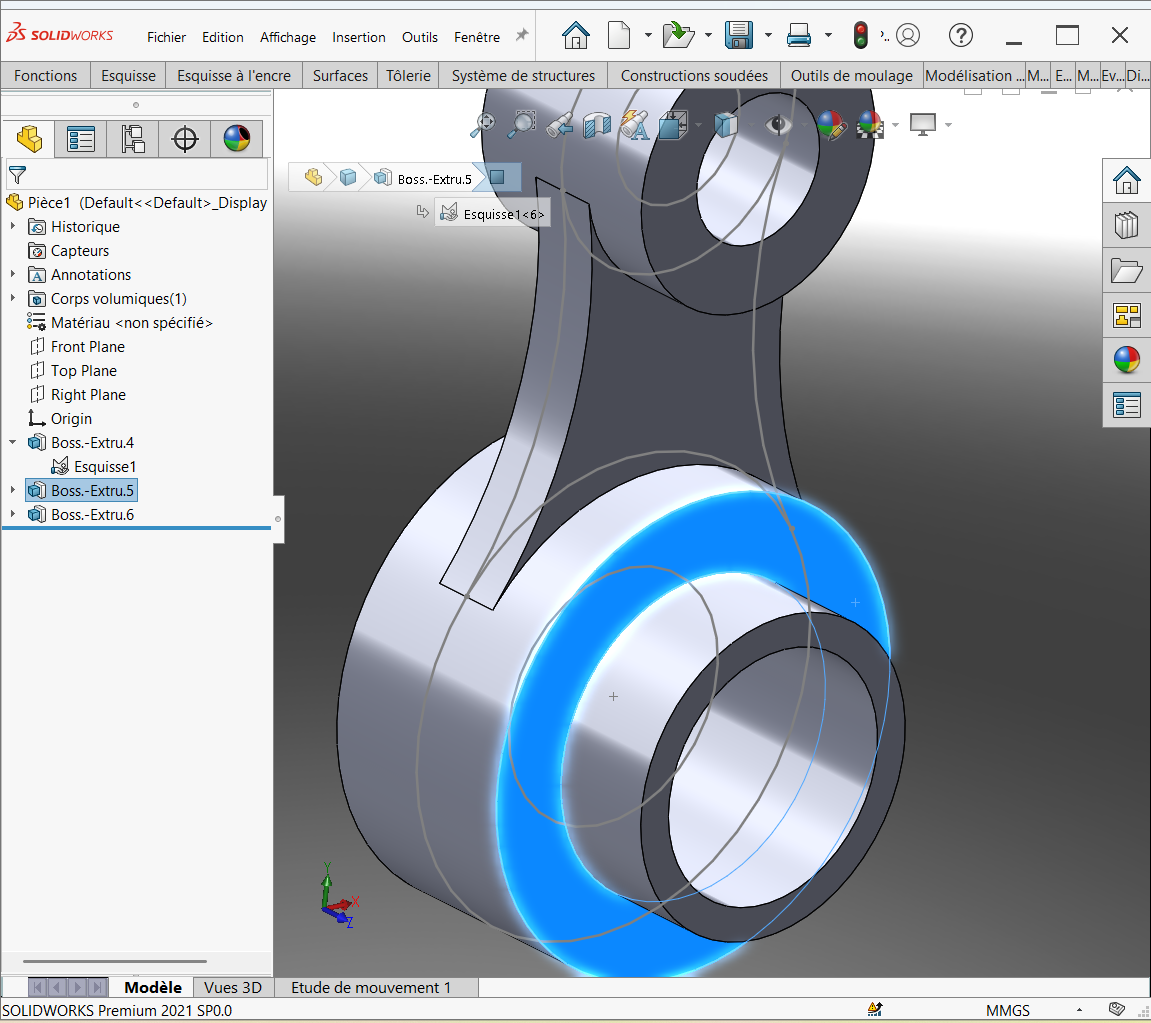 SOLIDWORKS
Fichier Edition Affichage Insertion Outils Fenêtre
Fonctions Esquisse Esquisse à l'encre Surfaces Tôlerie Système de structures Constructions soudées Outils de moulage Modélisation ... M... E... M... Ev... Di...
Pièce1 (Default<<Default>_Display
Historique
Capteurs
Annotations
Corps volumiques(1)
Matériau <non spécifié>
Front Plane
Top Plane
Right Plane
Origin
Boss.-Extru.4
Esquisse1
Boss.-Extru.5
Boss.-Extru.6
Boss.-Extru.5
Esquisse1<6>
Y
X
Z
Modèle Vues 3D Etude de mouvement 1
SOLIDWORKS Premium 2021 SP0.0 MMGS